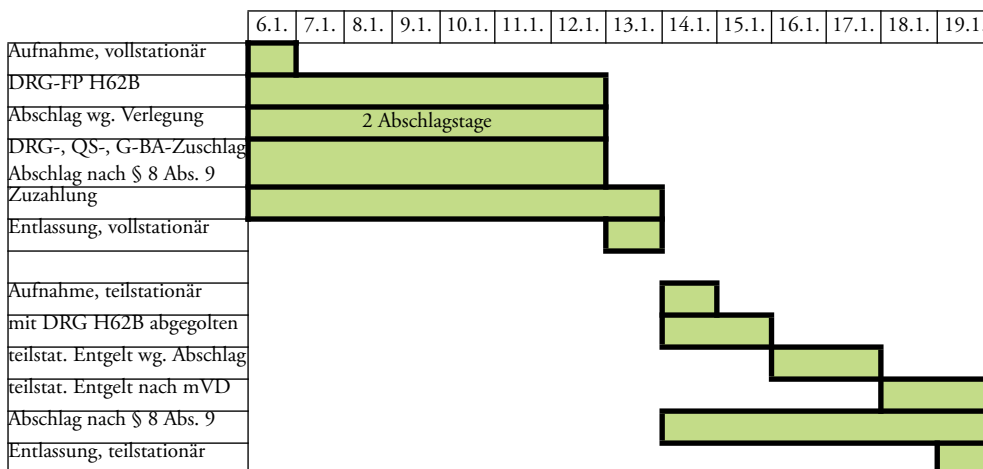 6.1. 7.1. 8.1. 9.1. 10.1. 11.1. 12.1. 13.1. 14.1. 15.1. 16.1. 17.1. 18.1. 19.1
Aufnahme, vollstationär
DRG-FP H62B
Abschlag wg. Verlegung 2 Abschlagstage
DRG-, QS-, G-BA-Zuschlag
Abschlag nach § 8 Abs. 9
Zuzahlung
Entlassung, vollstationär
Aufnahme, teilstationär
mit DRG H62B abgegolten
teilstat. Entgelt wg. Abschlag
teilstat. Entgelt nach mVD
Abschlag nach § 8 Abs. 9
Entlassung, teilstationär